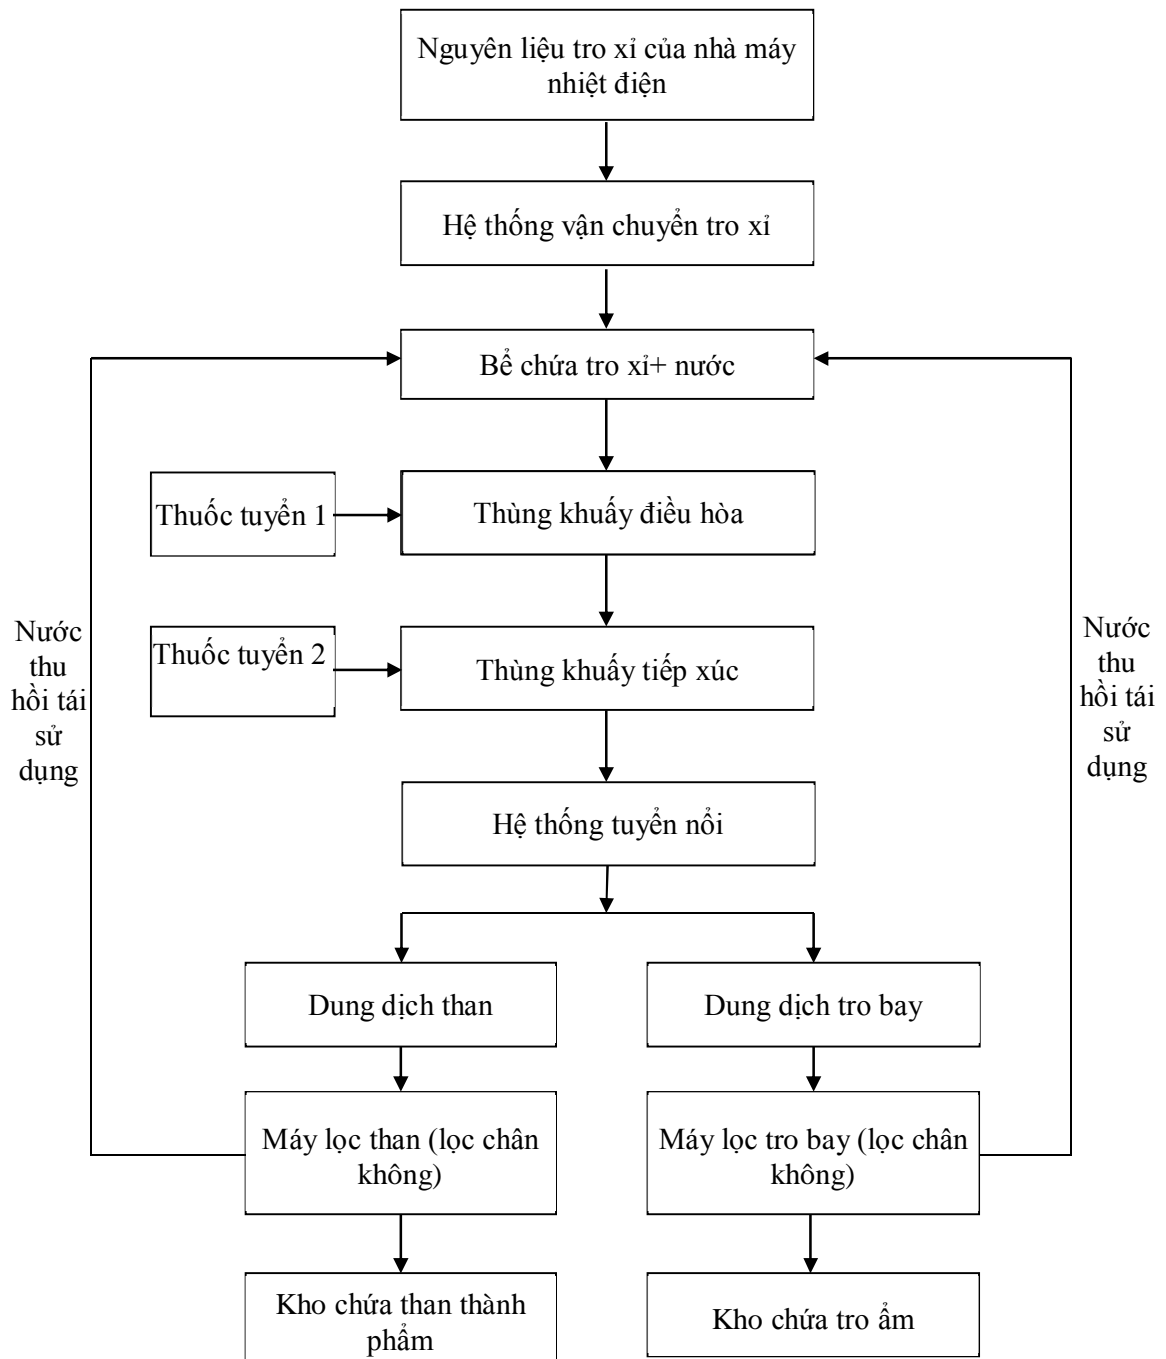 Nguyên liệu tro xỉ của nhà máy
nhiệt điện
Hệ thống vận chuyển tro xỉ
Bể chứa tro xỉ+ nước
Thuốc tuyển 1
Thùng khuấy điều hòa
Thuốc tuyển 2
Thùng khuấy tiếp xúc
Nước
thu
hồi tái
sử
dụng
Nước
thu
hồi tái
sử
dụng
Hệ thống tuyển nổi
Dung dịch than
Dung dịch tro bay
Máy lọc than (lọc chân
không)
Máy lọc tro bay (lọc chân
không)
Kho chứa than thành
phẩm
Kho chứa tro ẩm